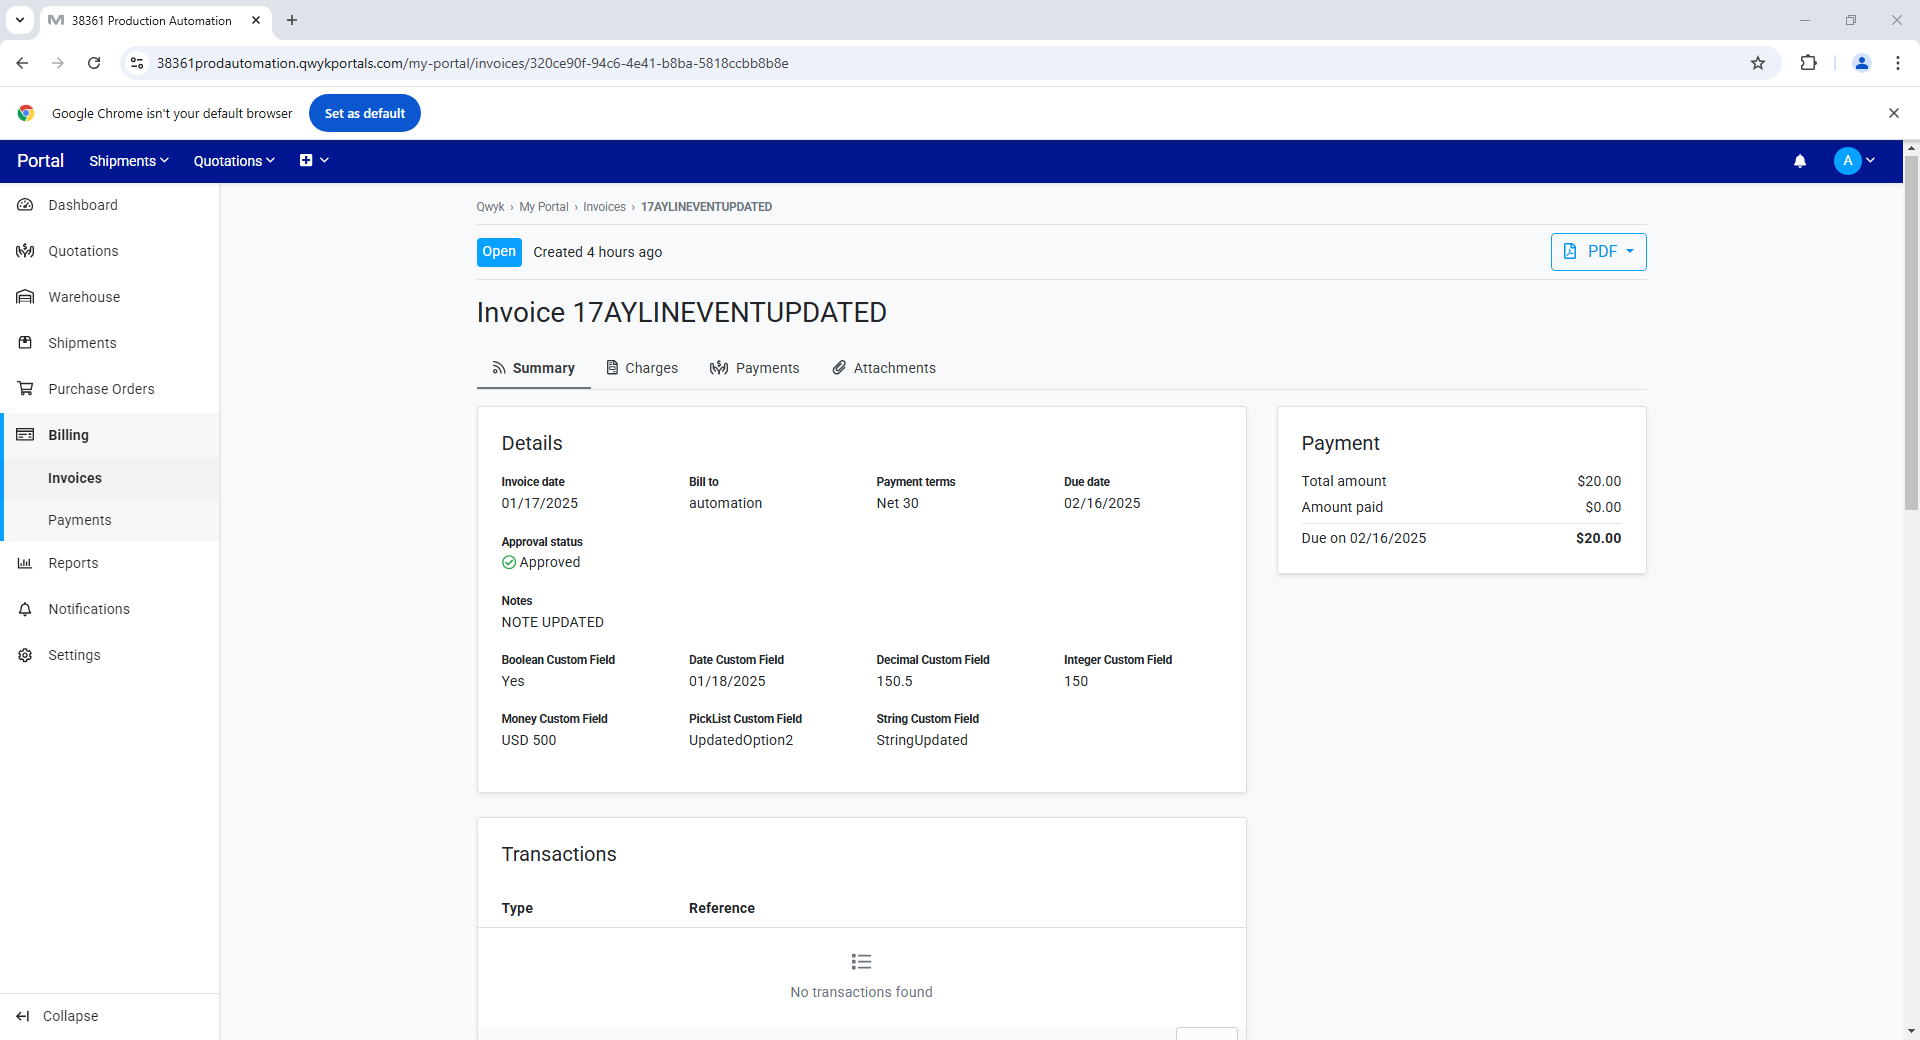 38361 Production Automation
38361prodautomation.qwykportals.com/my-portal/invoices/320ce90f-94c6-4e41-b8ba-5818ccbb8b8e
Google Chrome isn't your default browser
Set as default
Portal
Shipments
Quotations
A
Dashboard
Quotations
Warehouse
Shipments
Purchase Orders
Billing
Invoices
Payments
Reports
Notifications
Settings
Collapse
Qwyk › My Portal › Invoices › 17AYLINEVENTUPDATED
Open
Created 4 hours ago
PDF
Invoice 17AYLINEVENTUPDATED
Summary
Charges
Payments
Attachments
Details
Invoice date Bill to Payment terms Due date
01/17/2025 automation Net 30 02/16/2025
Approval status
Approved
Notes
NOTE UPDATED
Boolean Custom Field Date Custom Field Decimal Custom Field Integer Custom Field
Yes 01/18/2025 150.5 150
Money Custom Field PickList Custom Field String Custom Field
USD 500 UpdatedOption2 StringUpdated
Payment
Total amount $20.00
Amount paid $0.00
Due on 02/16/2025 $20.00
Transactions
Type Reference
No transactions found